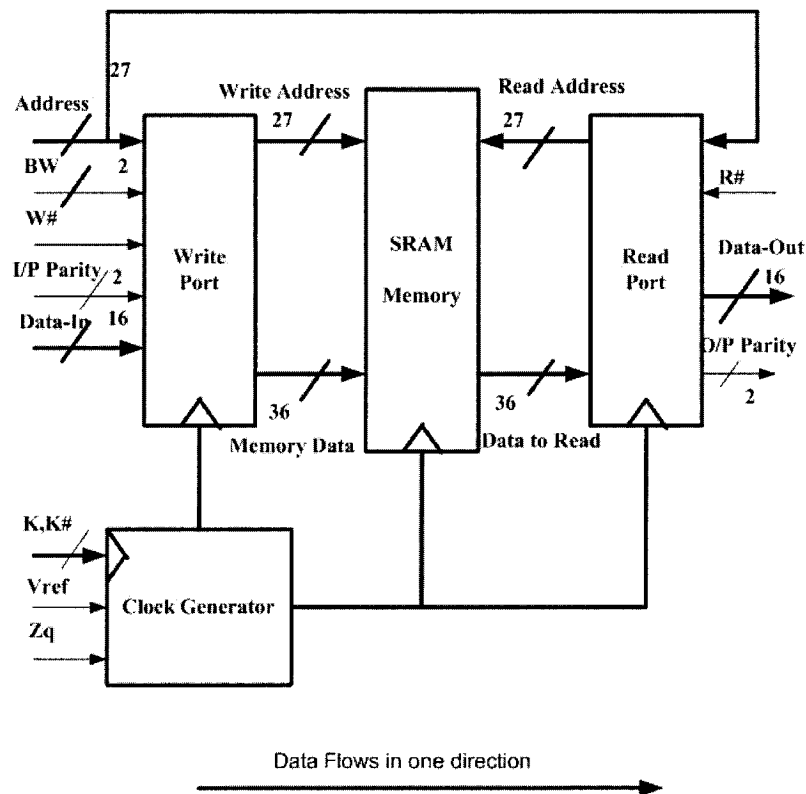 27
Address
Write Address
Read Address
27
27
BW
2
R#
W#
SRAM
Memory
Data-Out
Write
Port
Read
Port
I/P Parity
2
16
Data-In
16
O/P Parity
2
36
36
Memory Data
Data to Read
K,K#
Vref
Clock Generator
Zq
Data Flows in one direction